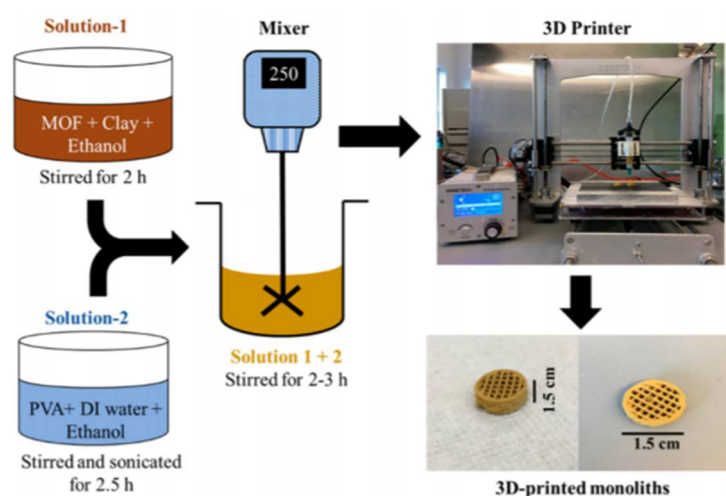 Solution-1
MOF + Clay +
Ethanol
Stirred for 2 h
Solution-2
PVA+ DI water +
Ethanol
Stirred and sonicated
for 2.5 h
Mixer
250
Solution 1 + 2
Stirred for 2-3 h
3D Printer
1.5 cm
1.5 cm
3D-printed monoliths